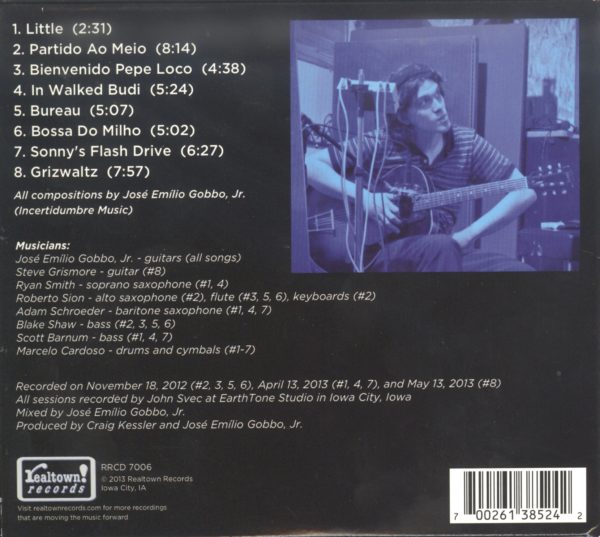 1. Little (2:31)
2. Partido Ao Meio (8:14)
3. Bienvenido Pepe Loco (4:38)
4. In Walked Budi (5:24)
5. Bureau (5:07)
6. Bossa Do Milho (5:02)
7. Sonny's Flash Drive (6:27)
8. Grizwaltz (7:57)
All compositions by José Emílio Gobbo, Jr.
(Incertidumbre Music)
Musicians:
José Emílio Gobbo, Jr. - guitars (all songs)
Steve Grismore - guitar (#8)
Ryan Smith - soprano saxophone (#1, 4)
Roberto Sion - alto saxophone (#2), flute (#3, 5, 6), keyboards (#2)
Adam Schroeder - baritone saxophone (#1, 4, 7)
Blake Shaw - bass (#2, 3, 5, 6)
Scott Barnum - bass (#1, 4, 7)
Marcelo Cardoso - drums and cymbals (#1-7)
Recorded on November 18, 2012 (#2, 3, 5, 6), April 13, 2013 (#1, 4, 7), and May 13, 2013 (#8)
All sessions recorded by John Svec at EarthTone Studio in Iowa City, Iowa
Mixed by José Emílio Gobbo, Jr.
Produced by Craig Kessler and José Emílio Gobbo, Jr.
realtown!
records
RRCD 7006
© 2013 Realtown Records
Iowa City, IA
Visit realtownrecords.com for more recordings
that are moving the music forward
7 00261 38524 2